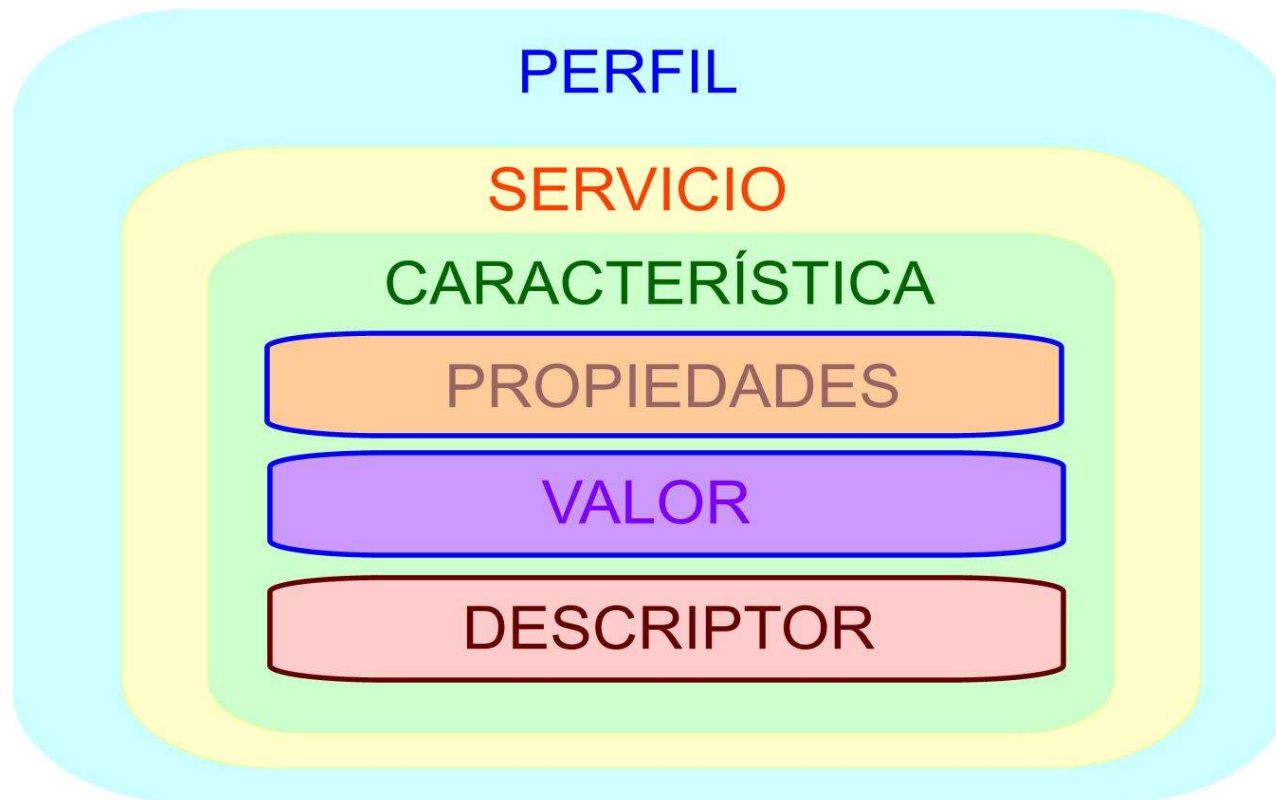 PERFIL
SERVICIO
CARACTERÍSTICA
PROPIEDADES
VALOR
DESCRIPTOR